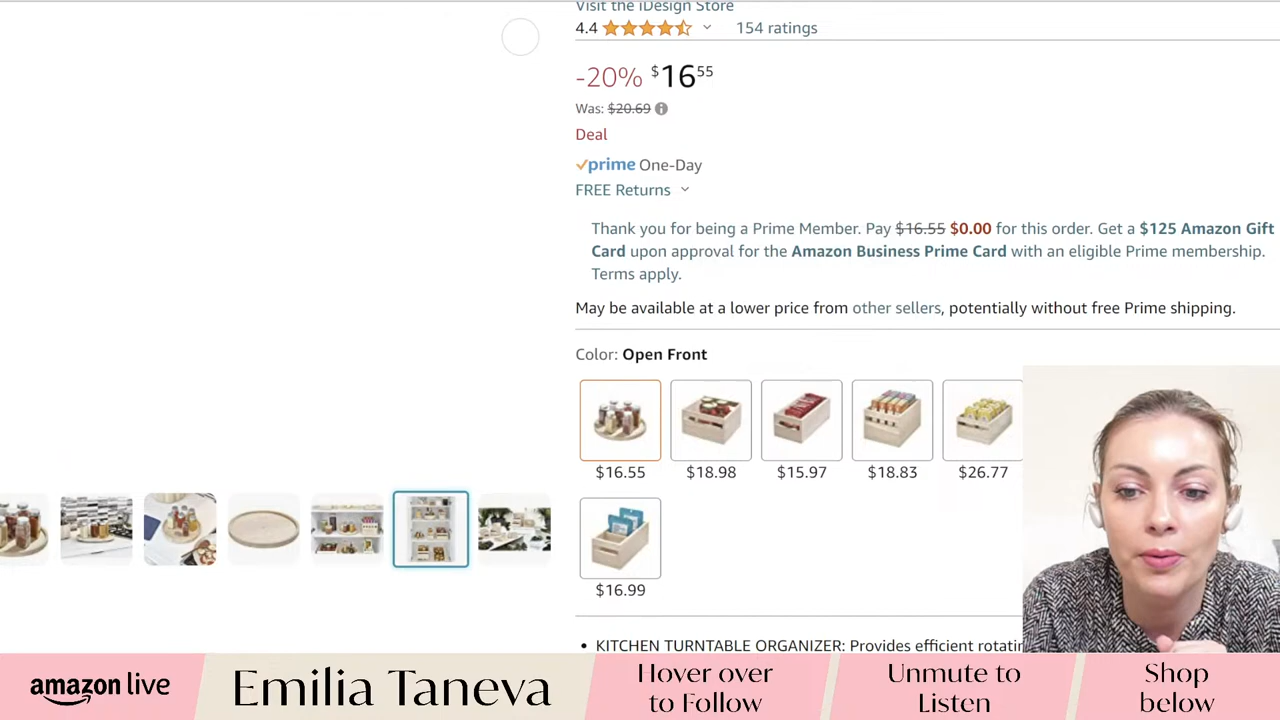 Visit the iDesign Store
4.4
154 ratings
-20% $16 55
Was: $20.69
Deal
prime One-Day
FREE Returns
Thank you for being a Prime Member. Pay $16.55 $0.00 for this order. Get a $125 Amazon Gift
Card upon approval for the Amazon Business Prime Card with an eligible Prime membership.
Terms apply.
May be available at a lower price from other sellers, potentially without free Prime shipping.
Color: Open Front
$16.55
$18.98
$15.97
$18.83
$26.77
$16.99
• KITCHEN TURNTABLE ORGANIZER: Provides efficient
amazon live
Emilia Taneva
Hover over
to Follow
Unmute to
Listen
Shop
below